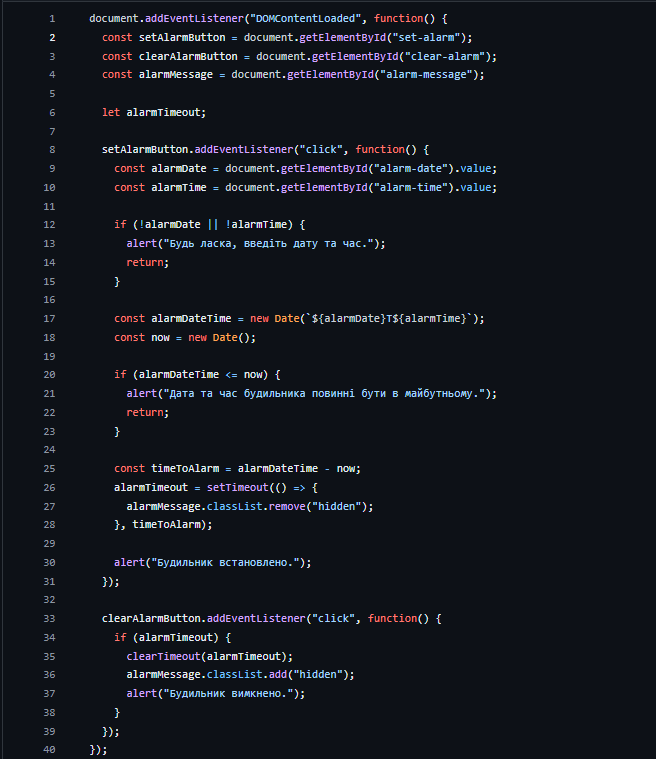 1 document.addEventListener("DOMContentLoaded", function() {
2 const setAlarmButton = document.getElementById("set-alarm");
3 const clearAlarmButton = document.getElementById("clear-alarm");
4 const alarmMessage = document.getElementById("alarm-message");
5
6 let alarmTimeout;
7
8 setAlarmButton.addEventListener("click", function() {
9 const alarmDate = document.getElementById("alarm-date").value;
10 const alarmTime = document.getElementById("alarm-time").value;
11
12 if (!alarmDate || !alarmTime) {
13 alert("Будь ласка, введіть дату та час.");
14 return;
15 }
16
17 const alarmDateTime = new Date(`${alarmDate}T${alarmTime}`);
18 const now = new Date();
19
20 if (alarmDateTime <= now) {
21 alert("Дата та час будильника повинні бути в майбутньому.");
22 return;
23 }
24
25 const timeToAlarm = alarmDateTime - now;
26 alarmTimeout = setTimeout(() => {
27 alarmMessage.classList.remove("hidden");
28 }, timeToAlarm);
29
30 alert("Будильник встановлено.");
31 });
32
33 clearAlarmButton.addEventListener("click", function() {
34 if (alarmTimeout) {
35 clearTimeout(alarmTimeout);
36 alarmMessage.classList.add("hidden");
37 alert("Будильник вимкнено.");
38 }
39 });
40 });